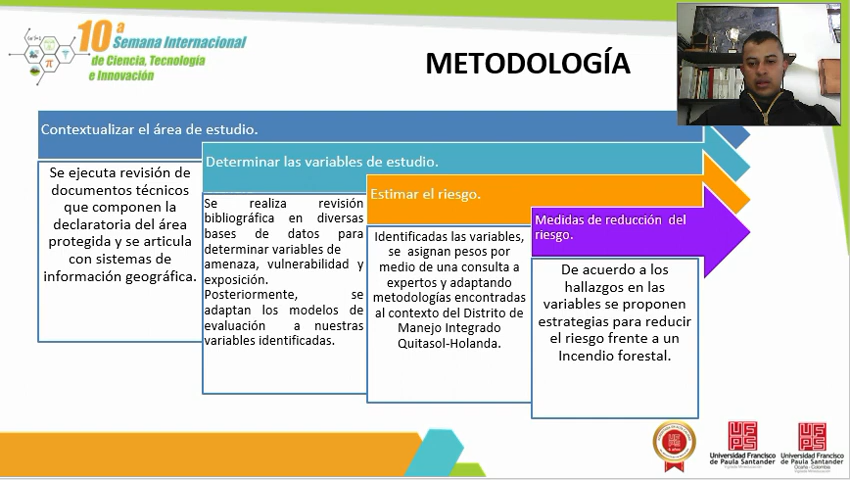 10ª
Semana Internacional
de Ciencia, Tecnología
e Innovación
METODOLOGÍA
Contextualizar el área de estudio.
Se ejecuta revisión de
documentos técnicos
que componen la
declaratoria del área
protegida y se articula
con sistemas de
información geográfica.
Determinar las variables de estudio.
Se realiza revisión
bibliográfica en diversas
bases de datos para
determinar variables de
amenaza, vulnerabilidad y
exposición.
Posteriormente, se
adaptan los modelos de
evaluación a nuestras
variables identificadas.
Estimar el riesgo.
Identificadas las variables,
se asignan pesos por
medio de una consulta a
expertos y adaptando
metodologías encontradas
al contexto del Distrito de
Manejo Integrado
Quitasol-Holanda.
Medidas de reducción del
riesgo.
De acuerdo a los
hallazgos en las
variables se proponen
estrategias para reducir
el riesgo frente a un
Incendio forestal.
UFPS
Universidad Francisco
de Paula Santander
UFPS
Universidad Francisco
de Paula Santander
Ocaña - Colombia